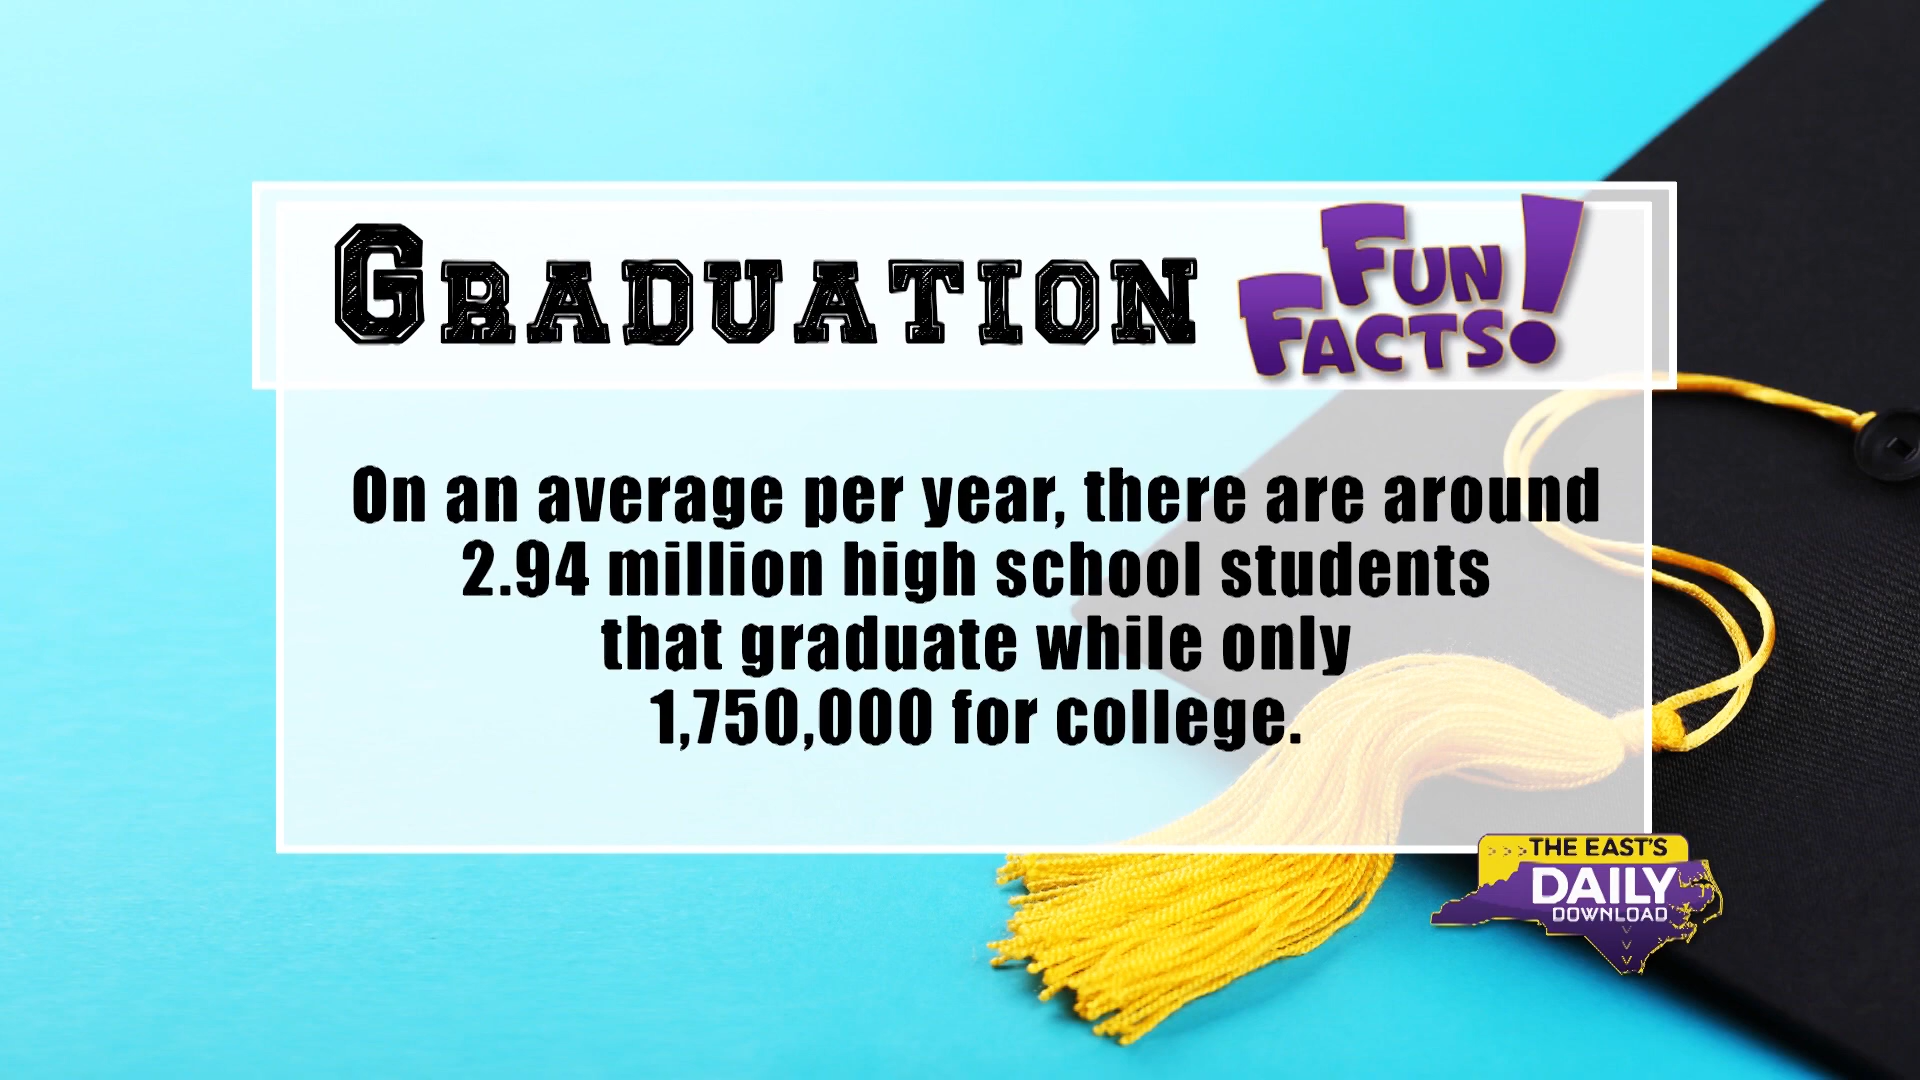 GRADUATION
FUN
FACTS!
On an average per year, there are around
2.94 million high school students
that graduate while only
1,750,000 for college.
>>>THE EAST'S
DAILY
DOWNLOAD